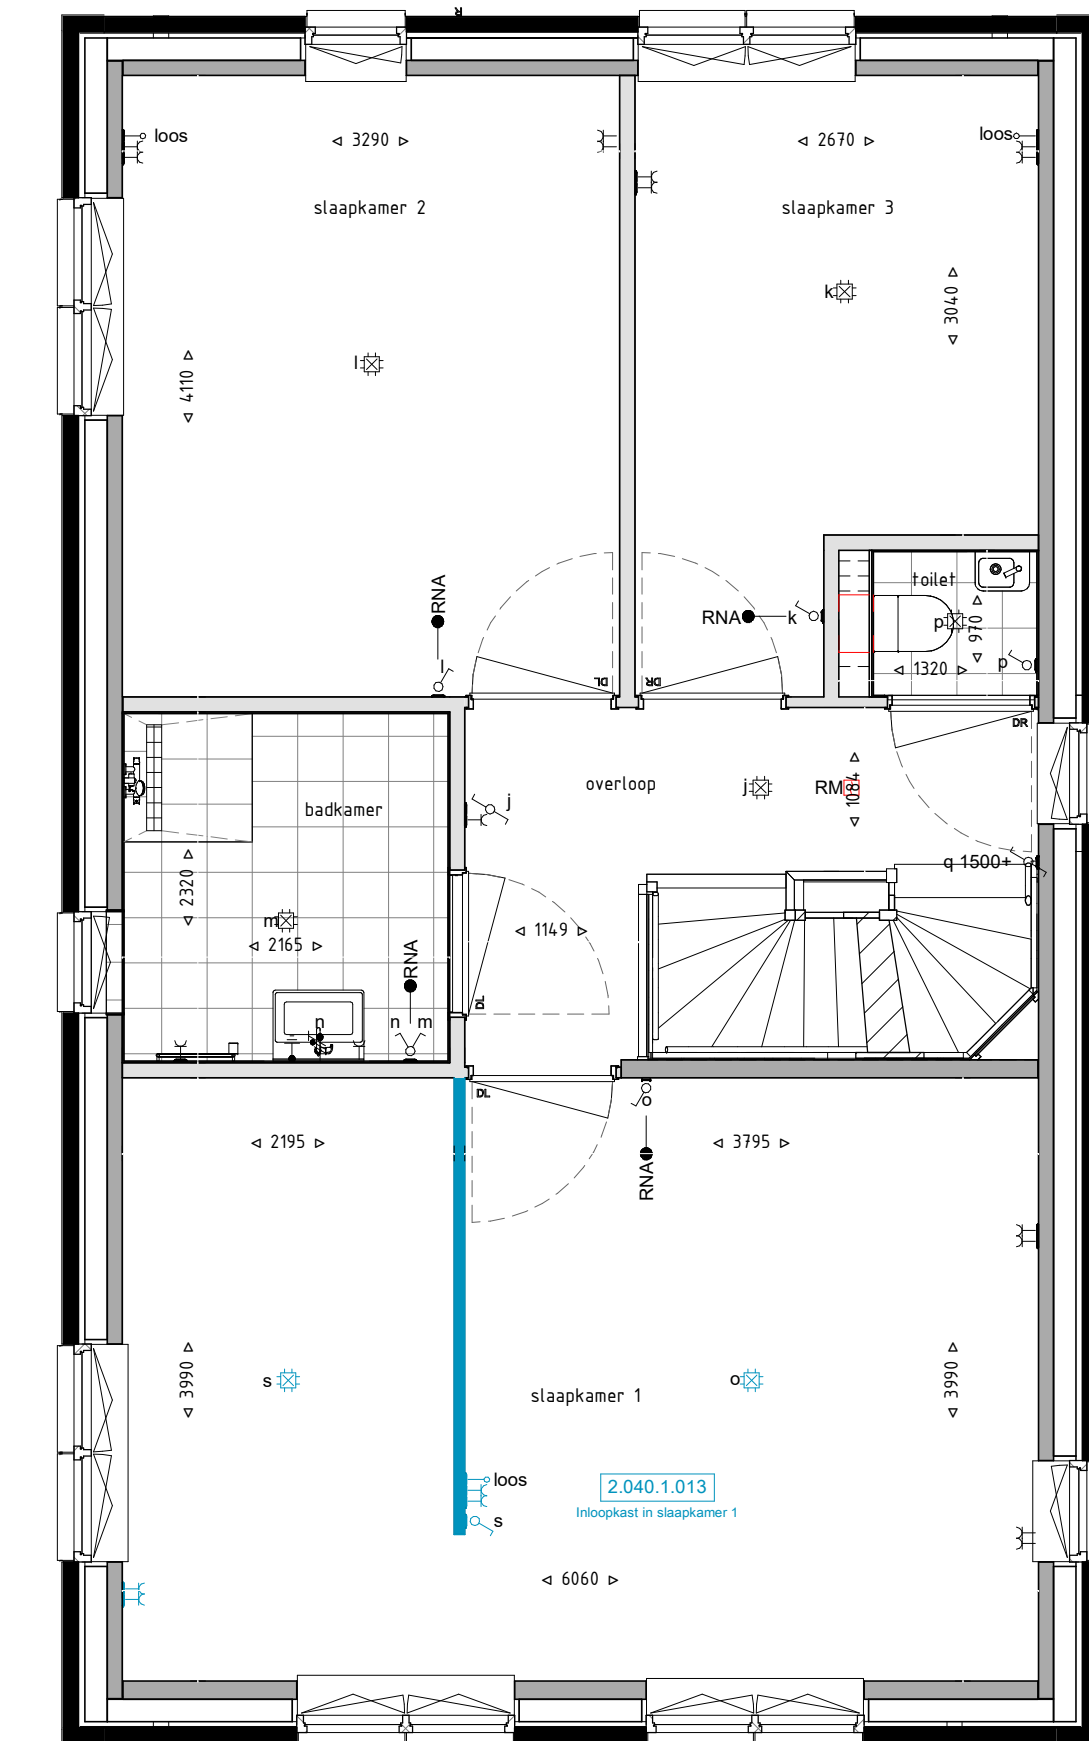 R
loos
3290
2670
loos
slaapkamer 2
slaapkamer 3
k
3040
l
4110
toilet
RNA
RNA
k
p
970
l
p
1320
DL
DR
DR
overloop
j
RM
1084
badkamer
j
q 1500+
2320
m
2165
1149
RNA
DL
n
n
m
DL
o
2195
3795
RNA
3990
s
slaapkamer 1
o
3990
loos
2.040.1.013
s
Inloopkast in slaapkamer 1
6060